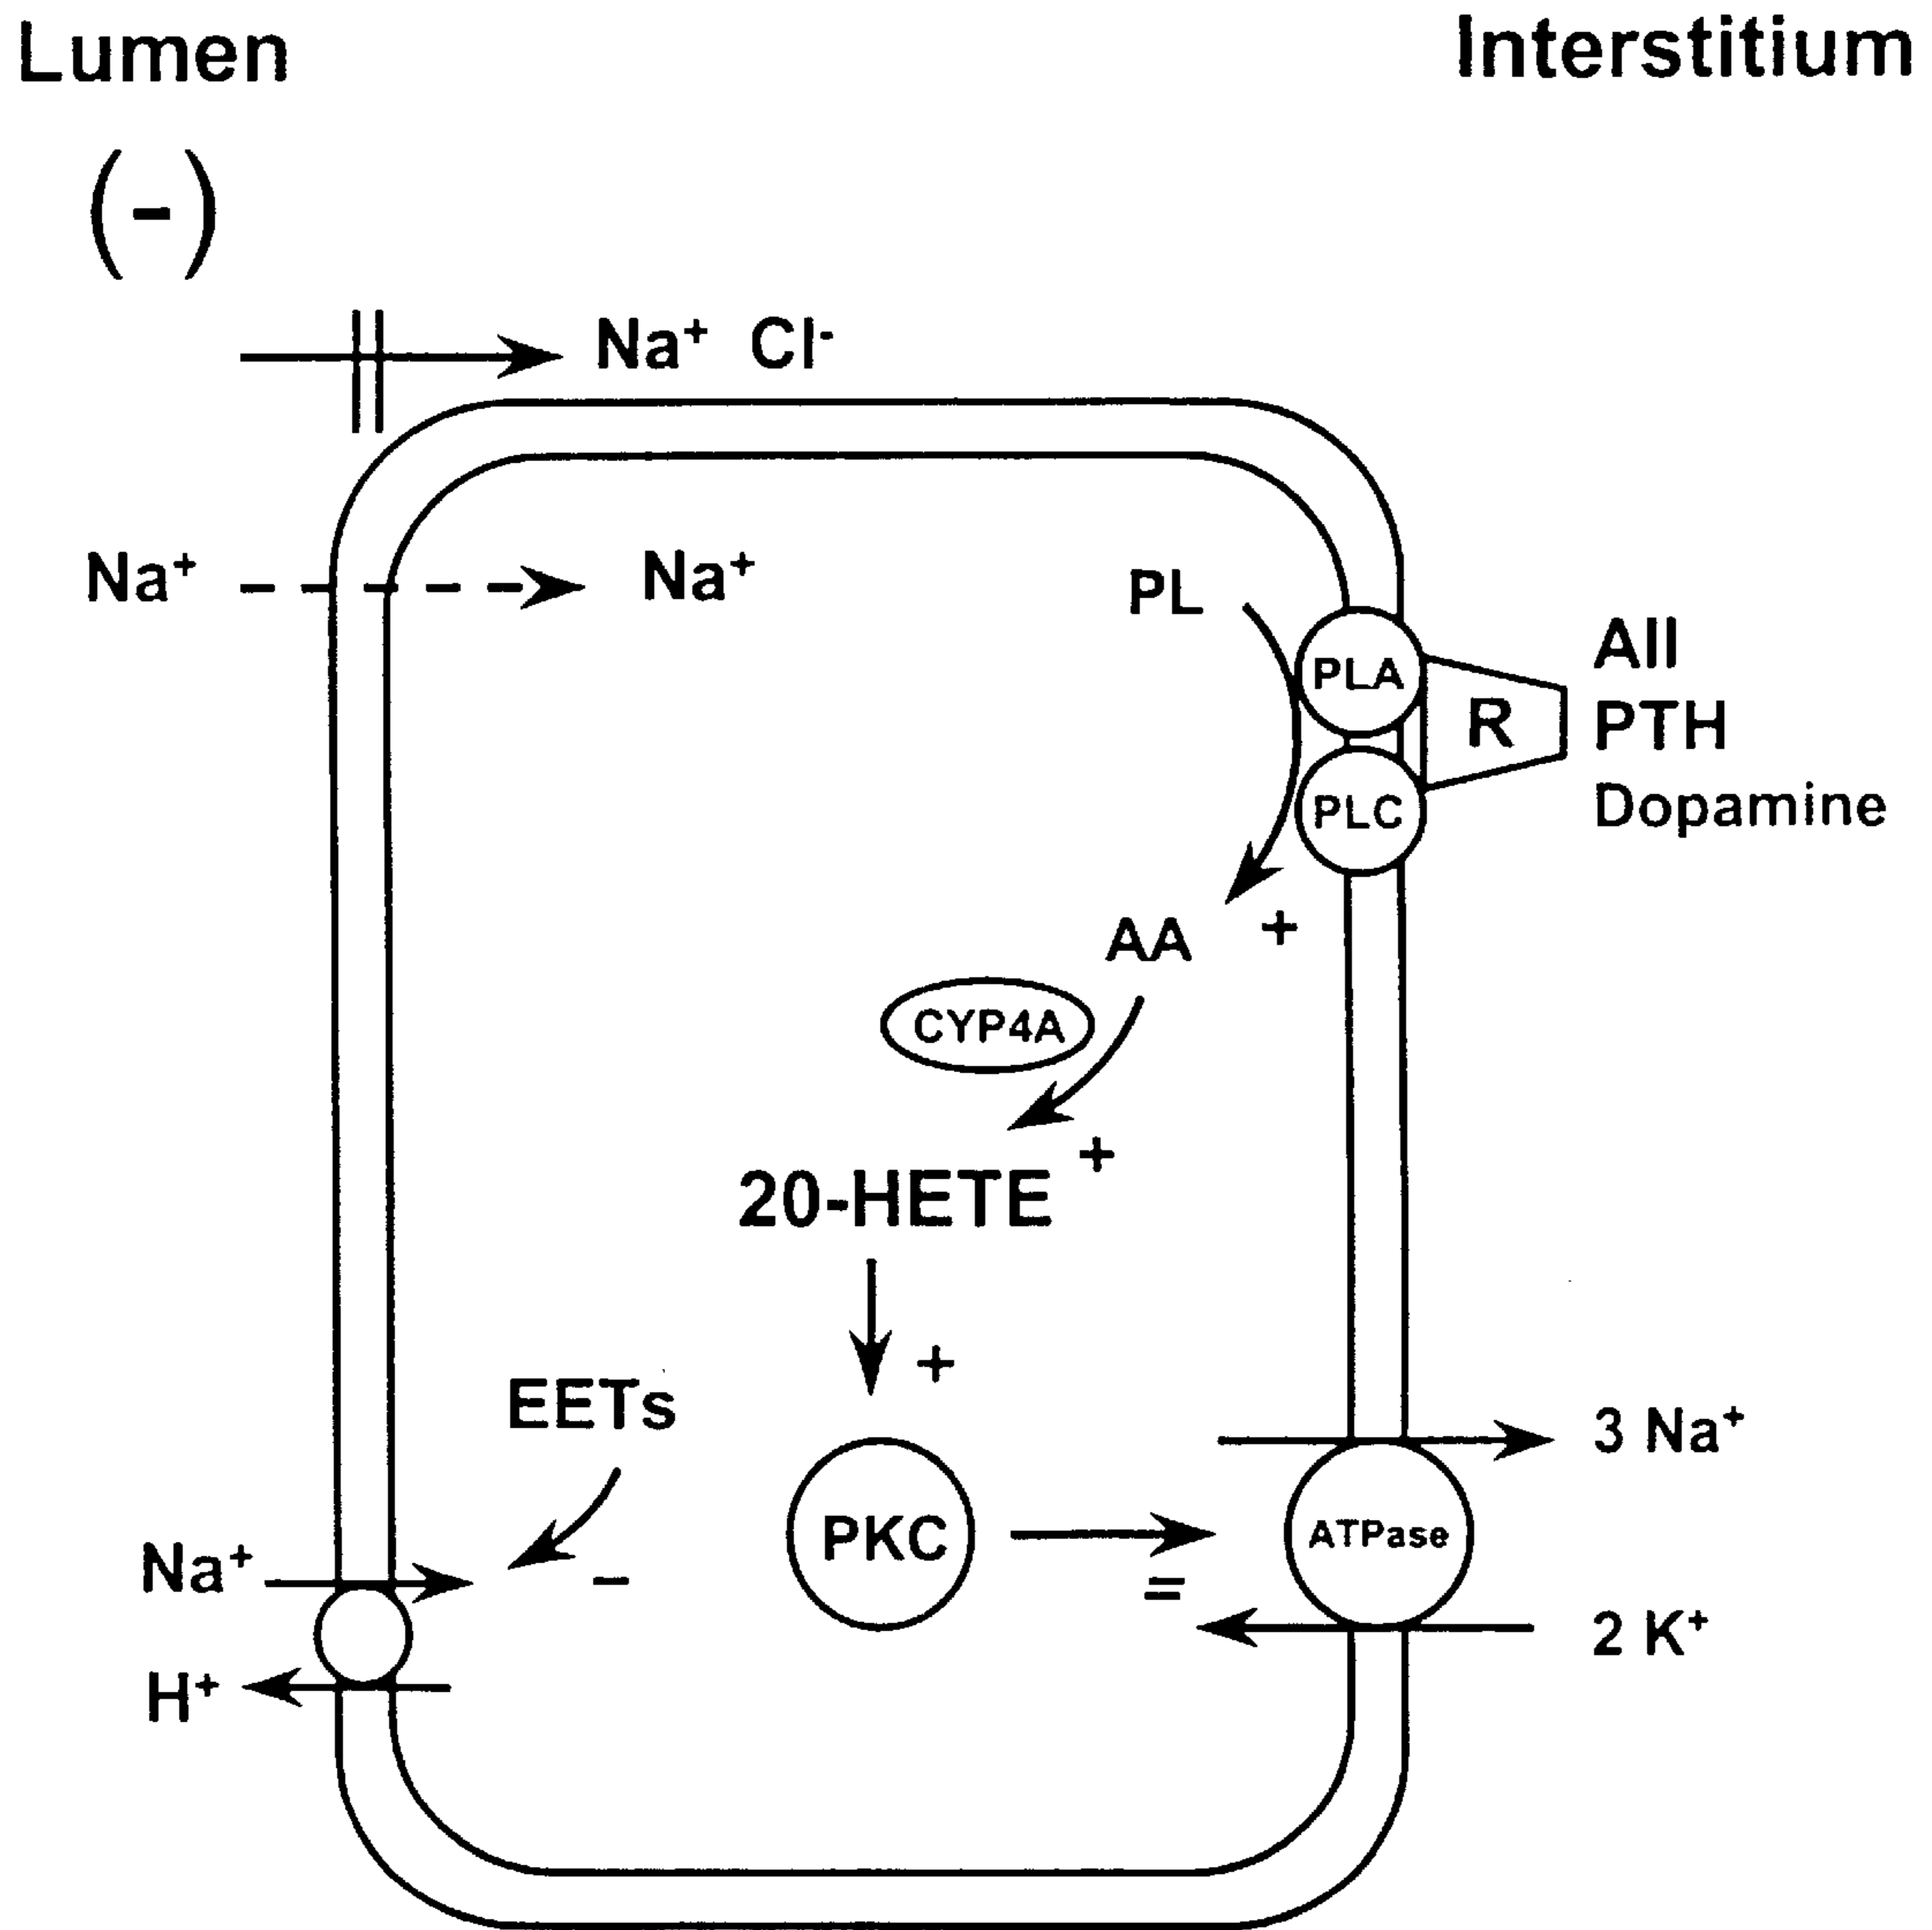 Lumen
Interstitium
(-)
Na⁺ Cl⁻
Na⁺
Na⁺
PL
PLA
R
PLC
AII
PTH
Dopamine
+
AA
CYP4A
+
20-HETE
+
EETs
−
PKC
=
ATPase
3 Na⁺
2 K⁺
Na⁺
H⁺